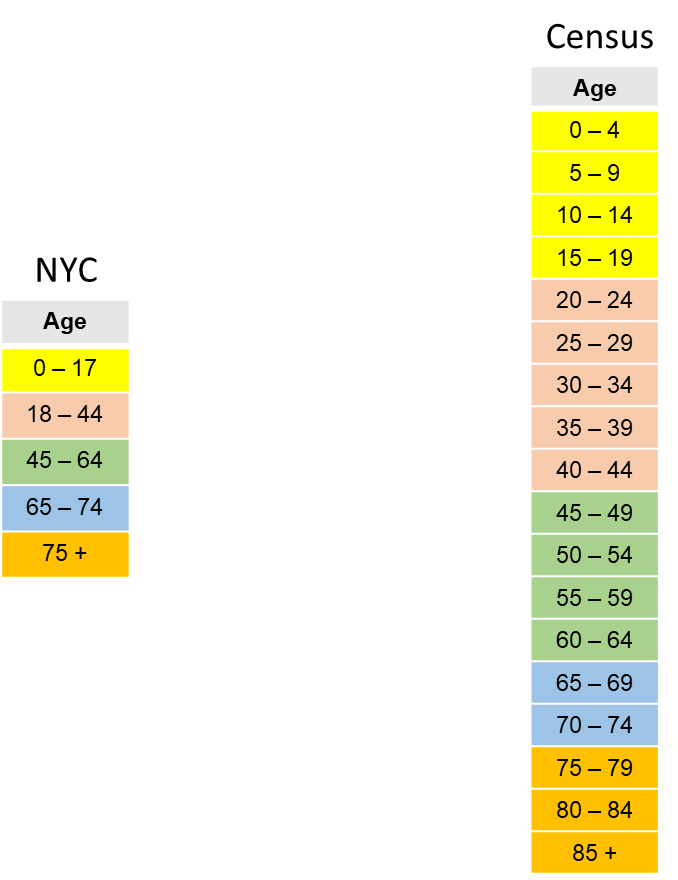 NYC
Age
0 – 17
18 – 44
45 – 64
65 – 74
75 +
Census
Age
0 – 4
5 – 9
10 – 14
15 – 19
20 – 24
25 – 29
30 – 34
35 – 39
40 – 44
45 – 49
50 – 54
55 – 59
60 – 64
65 – 69
70 – 74
75 – 79
80 – 84
85 +